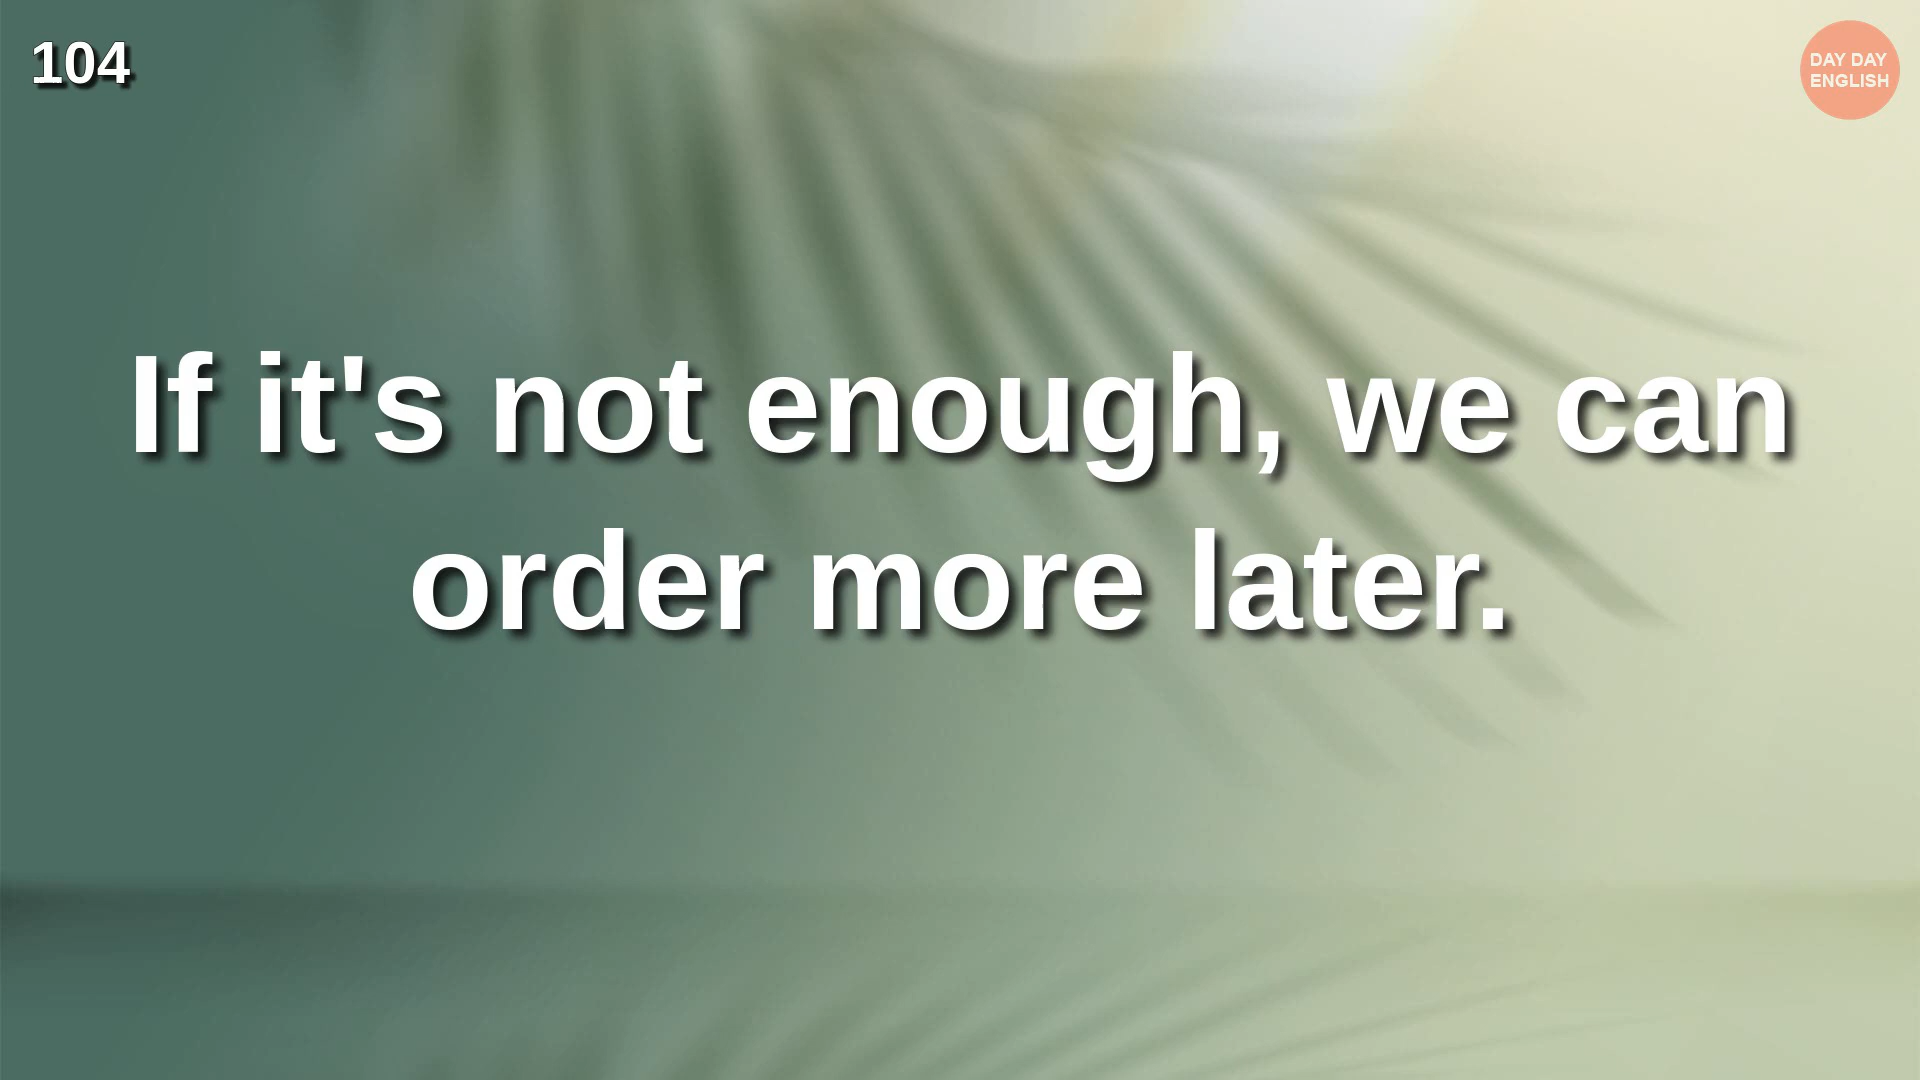 104
DAY DAY
ENGLISH
If it's not enough, we can
order more later.